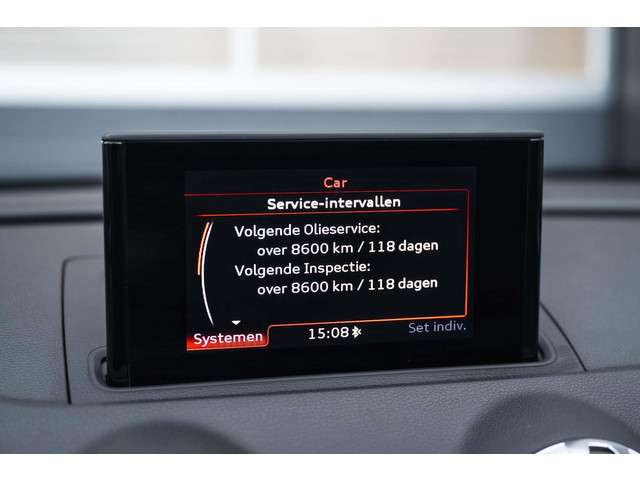 Car
Service-intervallen
Volgende Olieservice:
over 8600 km / 118 dagen
Volgende Inspectie:
over 8600 km / 118 dagen
Systemen 15:08 Set indiv.